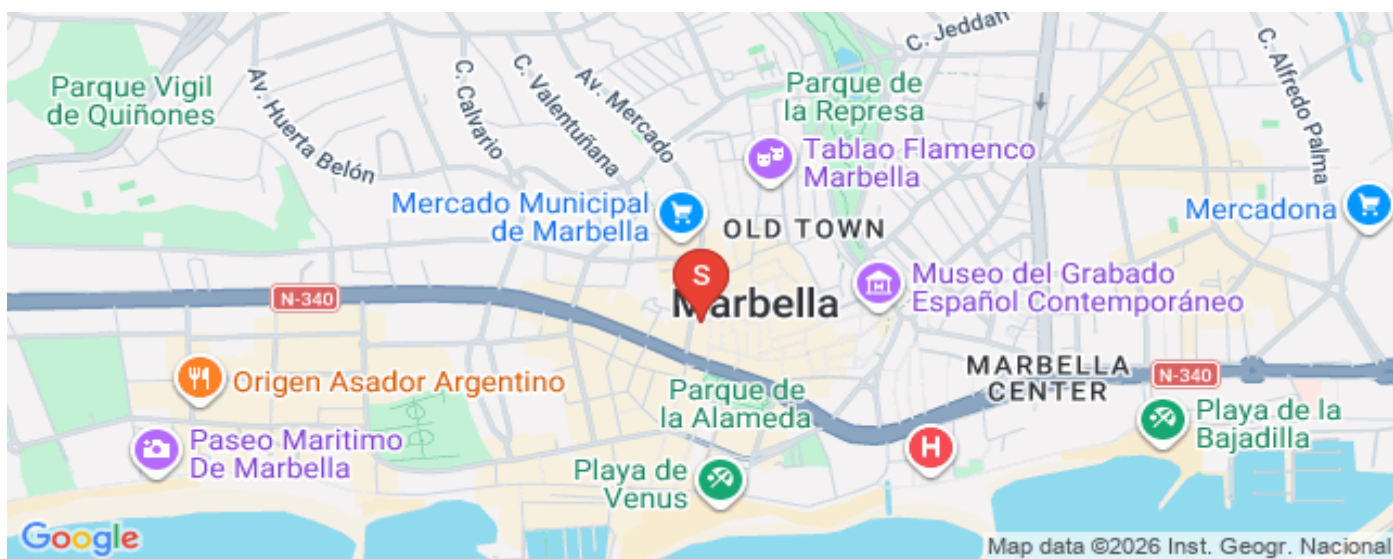 C. Jeddah
Parque Vigil
de Quiñones
Av. Huerta Belón
C. Calvario
C. Valentuñana
Av. Mercado
Parque de
la Represa
C. Alfredo Palma
Tablao Flamenco
Marbella
Mercado Municipal
de Marbella
OLD TOWN
Mercadona
S
Marbella
Museo del Grabado
Español Contemporáneo
N-340
MARBELLA
CENTER
N-340
Origen Asador Argentino
Parque de
la Alameda
Playa de la
Bajadilla
Paseo Maritimo
De Marbella
H
Playa de
Venus
Google
Map data ©2026 Inst. Geogr. Nacional